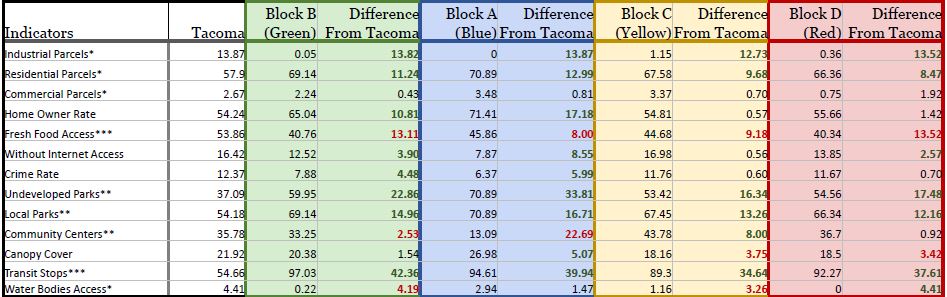 Block B Difference Block A Difference Block C Difference Block D Difference
Indicators Tacoma (Green) From Tacoma (Blue) From Tacoma (Yellow) From Tacoma (Red) From Tacoma
Industrial Parcels* 13.87 0.05 13.82 0 13.87 1.15 12.73 0.36 13.52
Residential Parcels* 57.9 69.14 11.24 70.89 12.99 67.58 9.68 66.36 8.47
Commercial Parcels* 2.67 2.24 0.43 3.48 0.81 3.37 0.70 0.75 1.92
Home Owner Rate 54.24 65.04 10.81 71.41 17.18 54.81 0.57 55.66 1.42
Fresh Food Access*** 53.86 40.76 13.11 45.86 8.00 44.68 9.18 40.34 13.52
Without Internet Access 16.42 12.52 3.90 7.87 8.55 16.98 0.56 13.85 2.57
Crime Rate 12.37 7.88 4.48 6.37 5.99 11.76 0.60 11.67 0.70
Undeveloped Parks** 37.09 59.95 22.86 70.89 33.81 53.42 16.34 54.56 17.48
Local Parks** 54.18 69.14 14.96 70.89 16.71 67.45 13.26 66.34 12.16
Community Centers** 35.78 33.25 2.53 13.09 22.69 43.78 8.00 36.7 0.92
Canopy Cover 21.92 20.38 1.54 26.98 5.07 18.16 3.75 18.5 3.42
Transit Stops*** 54.66 97.03 42.36 94.61 39.94 89.3 34.64 92.27 37.61
Water Bodies Access* 4.41 0.22 4.19 2.94 1.47 1.16 3.26 0 4.41